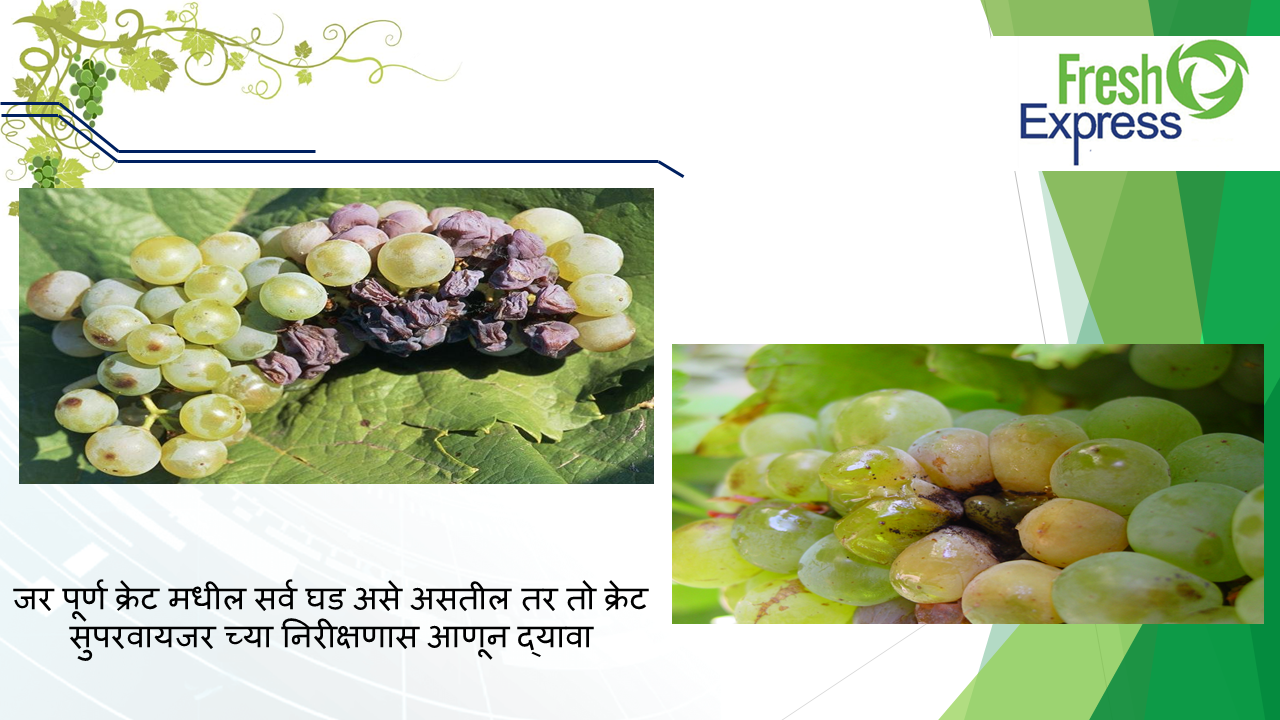 Fresh
Express
जर पूर्ण क्रेट मधील सर्व घड असे असतील तर तो क्रेट
सुपरवायजर च्या निरीक्षणास आणून द्यावा